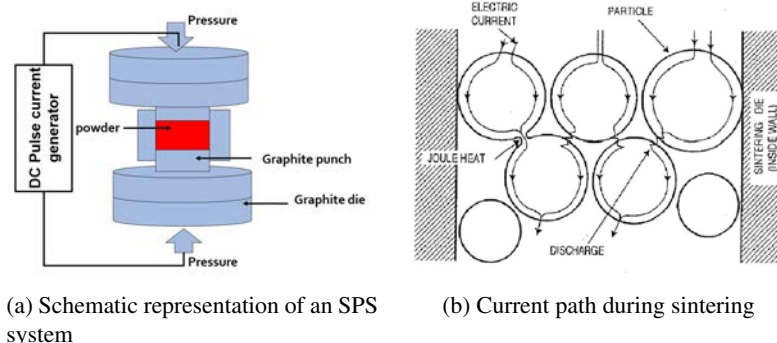 Pressure
DC Pulse current
generator
powder
Graphite punch
Graphite die
Pressure
ELECTRIC
CURRENT
PARTICLE
JOULE HEAT
DISCHARGE
SINTERING DIE
(INSIDE WALL)
(a) Schematic representation of an SPS
system
(b) Current path during sintering